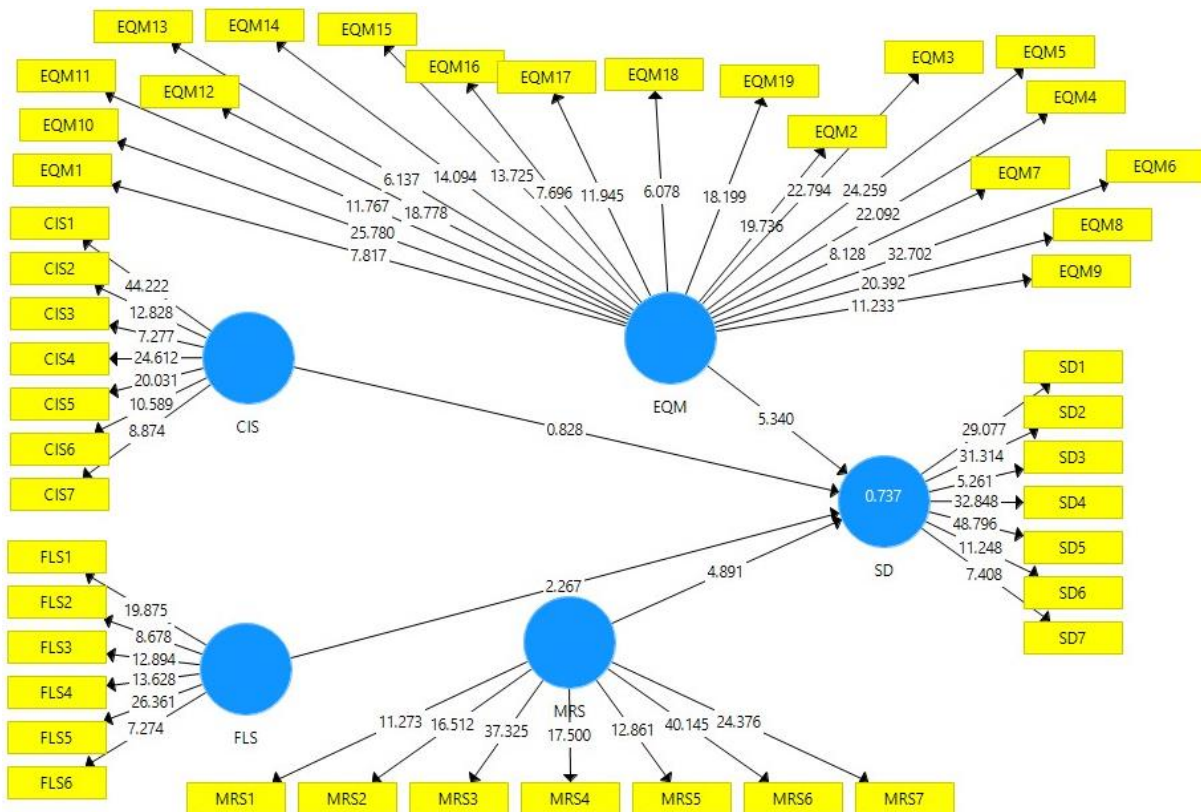 EQM13
EQM14
EQM15
EQM3
EQM5
EQM11
EQM16
EQM17
EQM18
EQM19
EQM4
EQM12
EQM10
EQM2
EQM1
EQM7
EQM6
EQM8
EQM9
6.137
14.094
13.725
7.696
11.945
6.078
18.199
22.794
24.259
11.767
18.778
19.736
22.092
25.780
8.128
32.702
7.817
20.392
11.233
EQM
CIS1
CIS2
CIS3
CIS4
CIS5
CIS6
CIS7
44.222
12.828
7.277
24.612
20.031
10.589
8.874
CIS
0.828
5.340
SD1
SD2
SD3
SD4
SD5
SD6
SD7
29.077
31.314
5.261
32.848
48.796
11.248
7.408
0.737
SD
FLS1
FLS2
FLS3
FLS4
FLS5
FLS6
19.875
8.678
12.894
13.628
26.361
7.274
FLS
2.267
4.891
MRS
11.273
16.512
37.325
17.500
12.861
40.145
24.376
MRS1
MRS2
MRS3
MRS4
MRS5
MRS6
MRS7